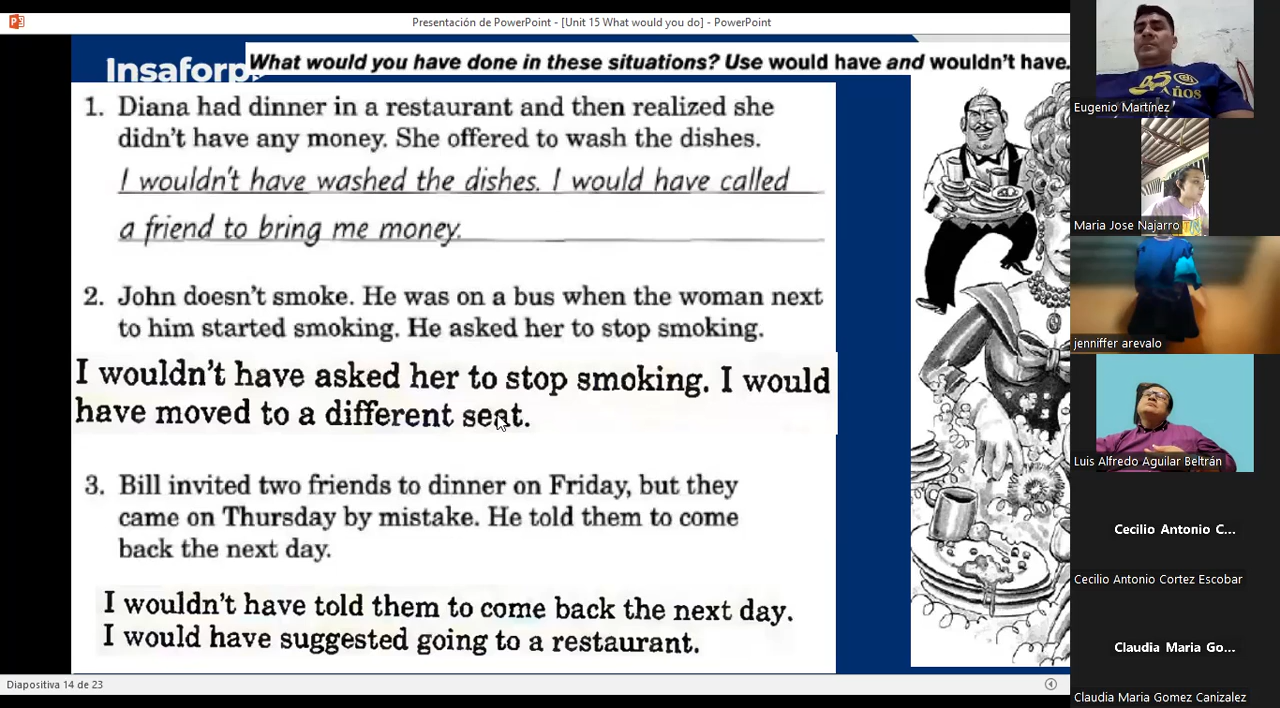 Presentación de PowerPoint - [Unit 15 What would you do] - PowerPoint
Insaforp
What would you have done in these situations? Use would have and wouldn't have.
1. Diana had dinner in a restaurant and then realized she
didn't have any money. She offered to wash the dishes.
I wouldn't have washed the dishes. I would have called
a friend to bring me money.
2. John doesn't smoke. He was on a bus when the woman next
to him started smoking. He asked her to stop smoking.
I wouldn't have asked her to stop smoking. I would
have moved to a different seat.
3. Bill invited two friends to dinner on Friday, but they
came on Thursday by mistake. He told them to come
back the next day.
I wouldn't have told them to come back the next day.
I would have suggested going to a restaurant.
Diapositiva 14 de 23
45
AÑOS
Eugenio Martínez
Maria Jose Najarro
jenniffer arevalo
Luis Alfredo Aguilar Beltrán
Cecilio Antonio C...
Cecilio Antonio Cortez Escobar
Claudia Maria Go...
Claudia Maria Gomez Canizalez